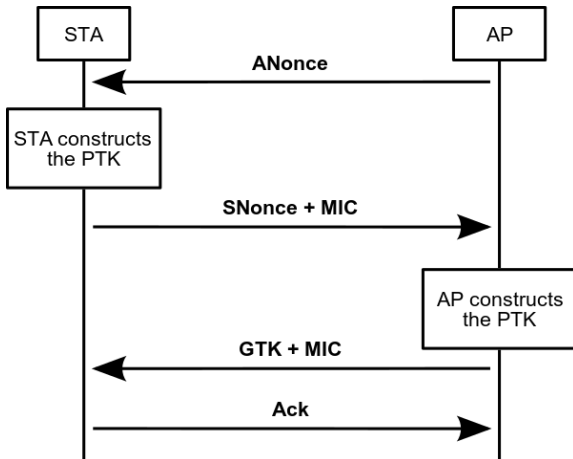 STA
AP
ANonce
STA constructs
the PTK
SNonce + MIC
AP constructs
the PTK
GTK + MIC
Ack